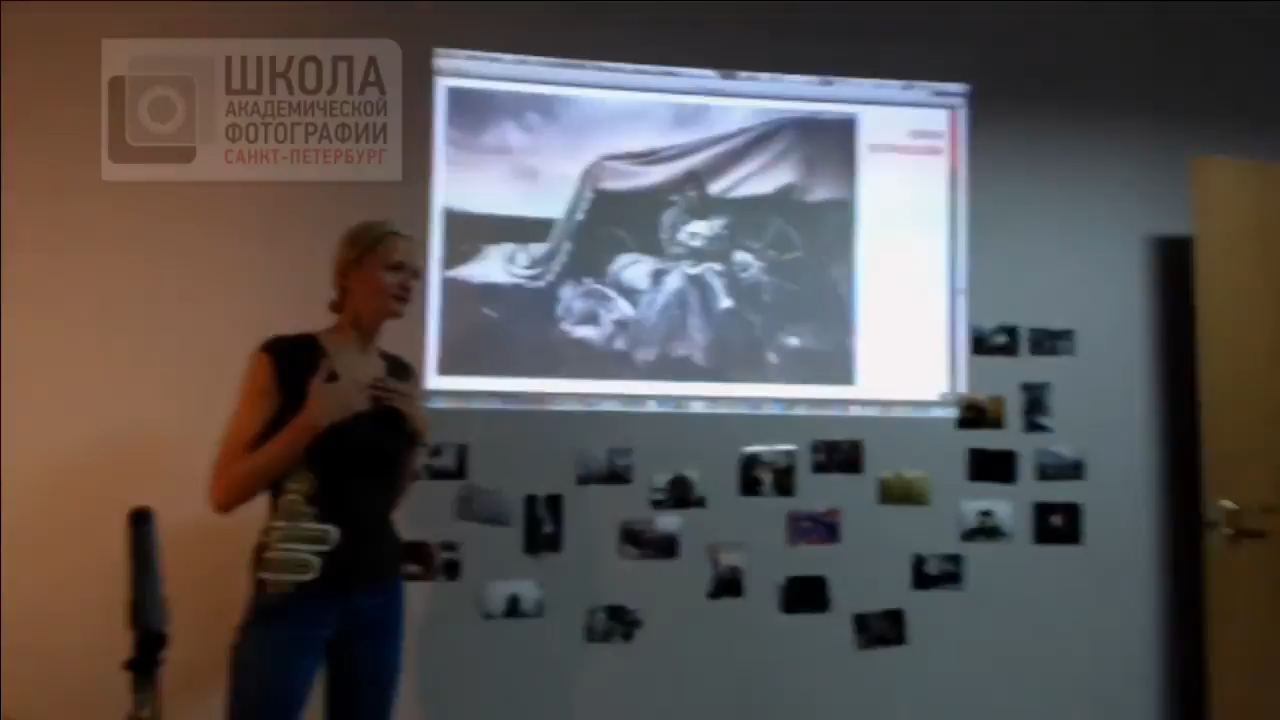 ШКОЛА
АКАДЕМИЧЕСКОЙ
ФОТОГРАФИИ
САНКТ-ПЕТЕРБУРГ